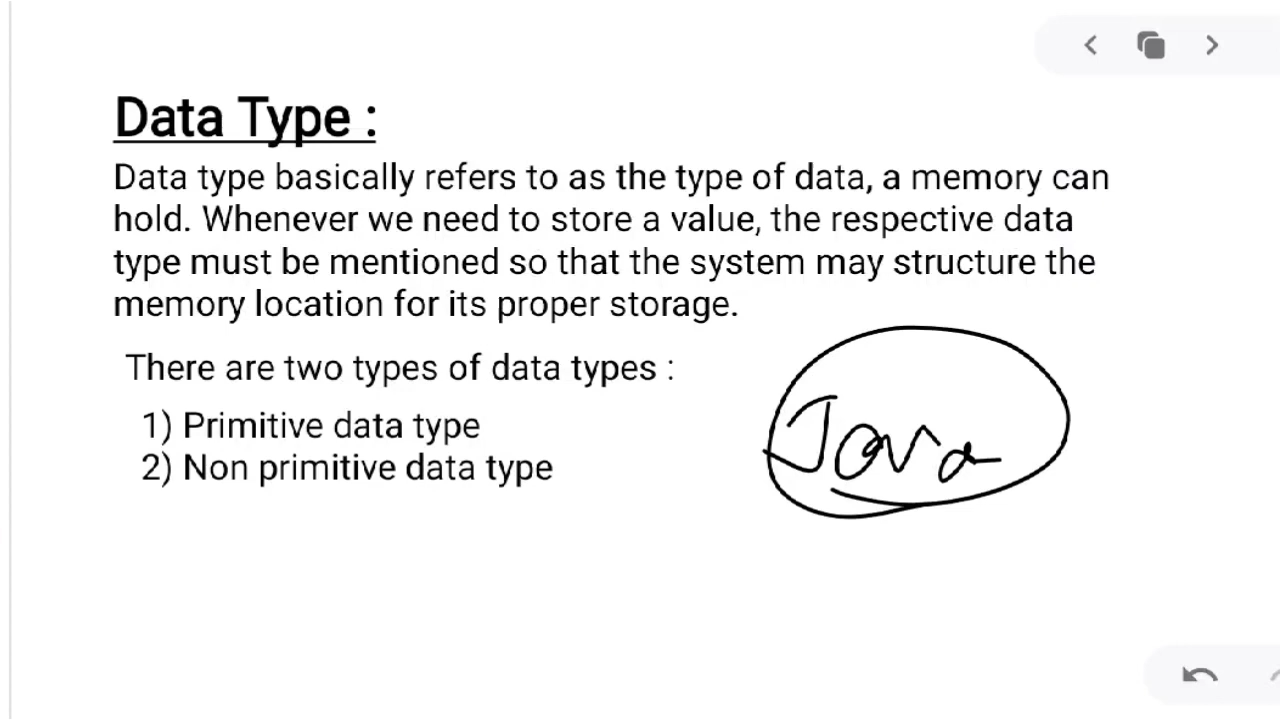 Data Type :
Data type basically refers to as the type of data, a memory can
hold. Whenever we need to store a value, the respective data
type must be mentioned so that the system may structure the
memory location for its proper storage.
There are two types of data types :
1) Primitive data type
2) Non primitive data type
Java